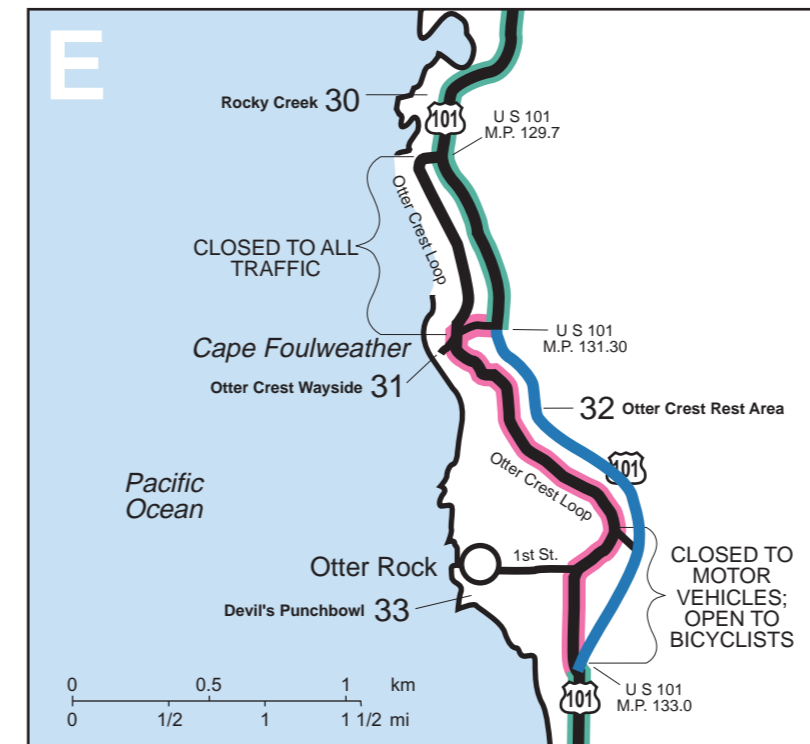 E
Rocky Creek 30
101
U S 101
M.P. 129.7
Otter Crest Loop
CLOSED TO ALL
TRAFFIC
U S 101
M.P. 131.30
Cape Foulweather
Otter Crest Wayside 31
32 Otter Crest Rest Area
101
Otter Crest Loop
Pacific
Ocean
1st St.
Otter Rock
CLOSED TO
MOTOR
VEHICLES;
OPEN TO
BICYCLISTS
Devil's Punchbowl 33
0 0.5 1 km
0 1/2 1 1 1/2 mi
101
U S 101
M.P. 133.0